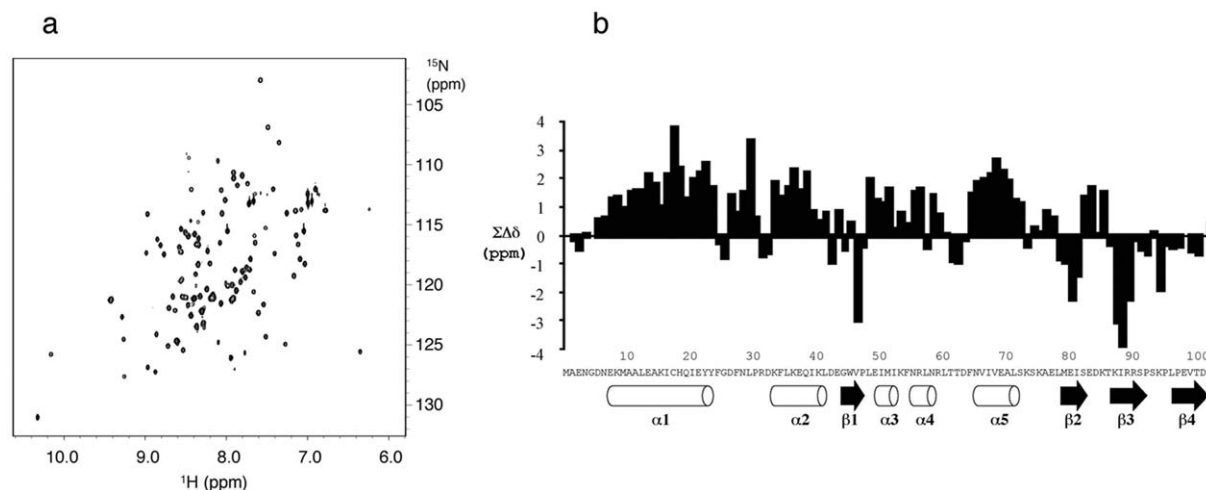 a
b
¹⁵N
(ppm)
105
110
115
120
125
130
10.0 9.0 8.0 7.0 6.0
¹H (ppm)
4
3
2
1
0
-1
-2
-3
-4
ΣΔδ
(ppm)
10 20 30 40 50 60 70 80 90 100
MAENGDNEKMAALEAKICHQIEYYFGDFNLPRDKFLKEQIKLDEGWVPLEIMIKFNRLNRLTTDFNVIVEALSKSKAELMEISEDKTKIRRSPSKPLPEVTD
α1 α2 β1 α3 α4 α5 β2 β3 β4